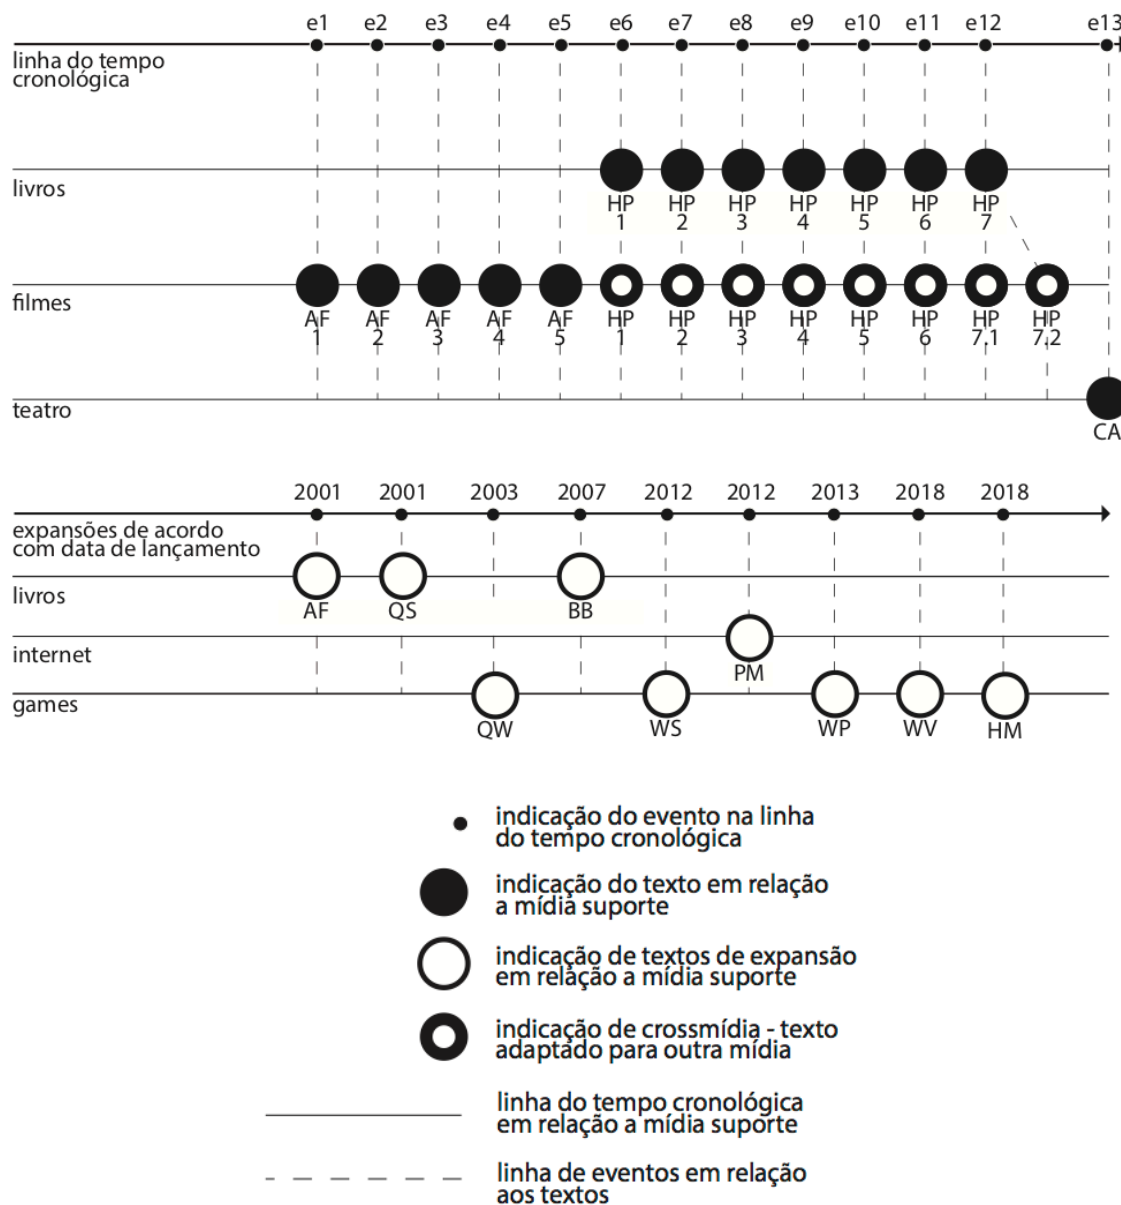 e1 e2 e3 e4 e5 e6 e7 e8 e9 e10 e11 e12 e13
linha do tempo
cronológica
livros
HP HP HP HP HP HP HP
1 2 3 4 5 6 7
filmes
AF AF AF AF AF HP HP HP HP HP HP HP HP
1 2 3 4 5 1 2 3 4 5 6 7.1 7.2
teatro
CA
2001 2001 2003 2007 2012 2012 2013 2018 2018
expansões de acordo
com data de lançamento
livros
AF QS BB
internet
PM
games
QW WS WP WV HM
indicação do evento na linha
do tempo cronológica
indicação do texto em relação
a mídia suporte
indicação de textos de expansão
em relação a mídia suporte
indicação de crossmídia - texto
adaptado para outra mídia
linha do tempo cronológica
em relação a mídia suporte
linha de eventos em relação
aos textos